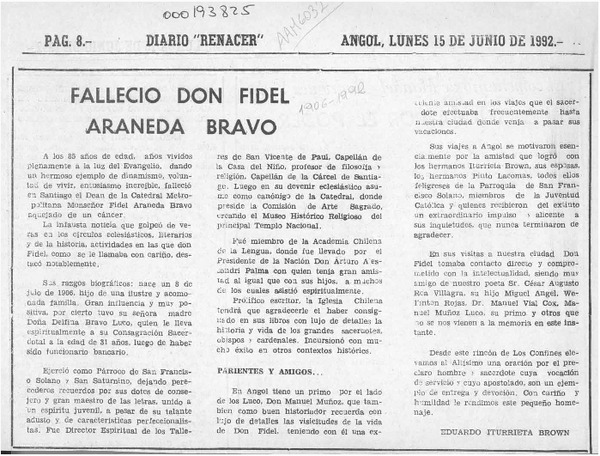 000193825
AAM6032
PAG. 8.- DIARIO "RENACER" ANGOL, LUNES 15 DE JUNIO DE 1992.-
FALLECIO DON FIDEL
ARANEDA BRAVO
1906-1992
A los 85 años de edad, años vividos
plenamente a la luz del Evangelio, dando
un hermoso ejemplo de dinamismo, volun-
tad de vivir, entusiasmo increíble, falleció
en Santiago el Dean de la Catedral Metro-
politana Monseñor Fidel Araneda Bravo
aquejado de un cáncer.
La infausta noticia que golpeó de ve-
ras en los círculos eclesiásticos, literarios
y de la historia, actividades en las que don
Fidel, como se le llamaba con cariño, des-
tacó notablemente.
Sus rasgos biográficos: nace un 8 de
julio de 1906, hijo de una ilustre y acomo-
nada familia. Gran influencia y muy po-
sitiva, por cierto tuvo su señora madre
Doña Delfina Bravo Luco, quien le lleva
espiritualmente a su Consagración Sacer-
dotal a la edad de 31 años, luego de haber
sido funcionario bancario.
Ejerció como Párroco de San Francis-
co Solano y San Saturnino, dejando pere-
cederos recuerdos por sus dotes de conse-
jero y gran maestro de las letras, unido a
un espíritu juvenil, a pesar de su talante
adusto y de características perfeccionalis-
tas. Fue Director Espiritual de los Talle-
res de San Vicente de Paul, Capellán de
la Casa del Niño, profesor de filosofía y
religión. Capellán de la Cárcel de Santia-
go. Luego en su devenir eclesiástico asu-
me como canónigo de la Catedral, donde
preside la Comisión de Arte Sagrado,
creando el Museo Histórico Religioso del
principal Templo Nacional.
Fué miembro de la Academia Chilena
de la Lengua, donde fue llevado por el
Presidente de la Nación Don Arturo A'es-
sandri Palma con quien tenía gran amis-
tad al igual que con sus hijos, a muchos
de los cuales asistió espiritualmente.
Prolífico escritor, la Iglesia Chilena
tendrá que agradecerle el haber consig-
nado en sus libros con lujo de detalles la
historia y vida de los grandes sacerdotes,
obispos y cardenales. Incursionó con mu-
cho éxito en otros contextos históricos.
PARIENTES Y AMIGOS...
En Angol tiene un primo por el lado
de los Luco, Don Manuel Muñoz, que tam-
bién como buen historiador recuerda con
lujo de detalles las visicitudes de la vida
de Don Fidel, teniendo con él una ex-
celente amistad en los viajes que el sacer-
dote efectuaba frecuentemente hasta
nuestra ciudad donde venía a pasar sus
vacaciones.
Sus viajes a Angol se motivaron esen-
cialmente por la amistad que logró con
los hermanos Iturrieta Brown, sus esposas,
los hermanos Pinto Lacomas, todos ellos
feligreses de la Parroquia de San Fran-
cisco Solano, miembros de la Juventud
Católica y quienes recibieron del extinto
un extraordinario impulso y aliente a
sus inquietudes, que nunca terminaron de
agradecer.
En sus visitas a nuestra ciudad Don
Fidel tomaba contacto directo y compro-
metido con la intelectualidad, siendo muy
amigo de nuestro poeta Sr. César Augusto
Rea Villagra, su hijo Miguel Angel, We-
lington Rojas, Dr. Manuel Vial Cox, Ma-
nuel Muñoz Luco, su primo y otros que
no se nos vienen a la memoria en este ins-
tante.
Desde este rincón de Los Confines ele-
vamos al Altísimo una oración por el pre-
claro hombre y sacerdote cuya vocación
de servicio y cuyo apostolado, son un ejem-
plo de entrega y devoción. Con cariño y
humildad le rendimos este pequeño home-
naje.
EDUARDO ITURRIETA BROWN